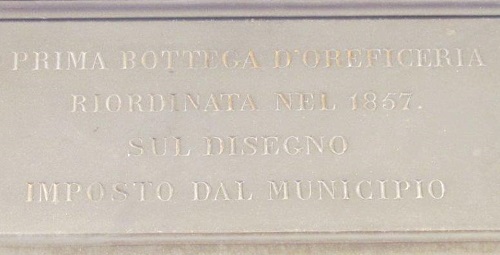 PRIMA BOTTEGA D'OREFICERIA
RIORDINATA NEL 1857.
SUL DISEGNO
IMPOSTO DAL MUNICIPIO